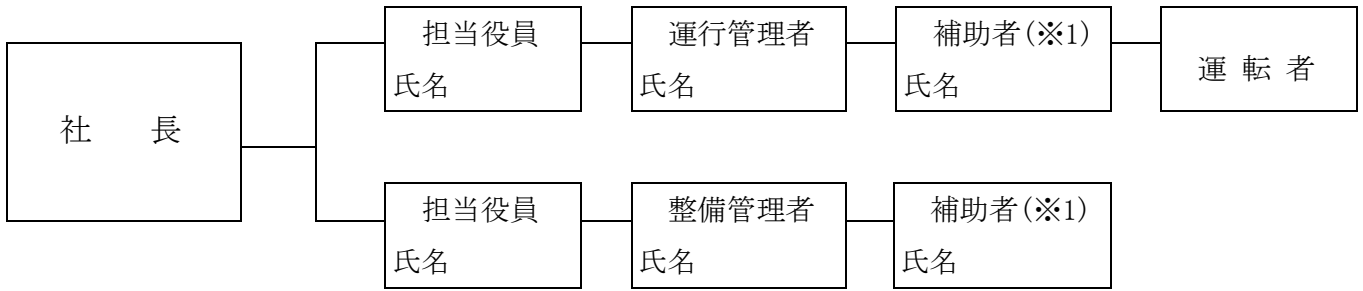 社　長
担当役員
氏名
運行管理者
氏名
補助者(※1)
氏名
運 転 者
担当役員
氏名
整備管理者
氏名
補助者(※1)
氏名